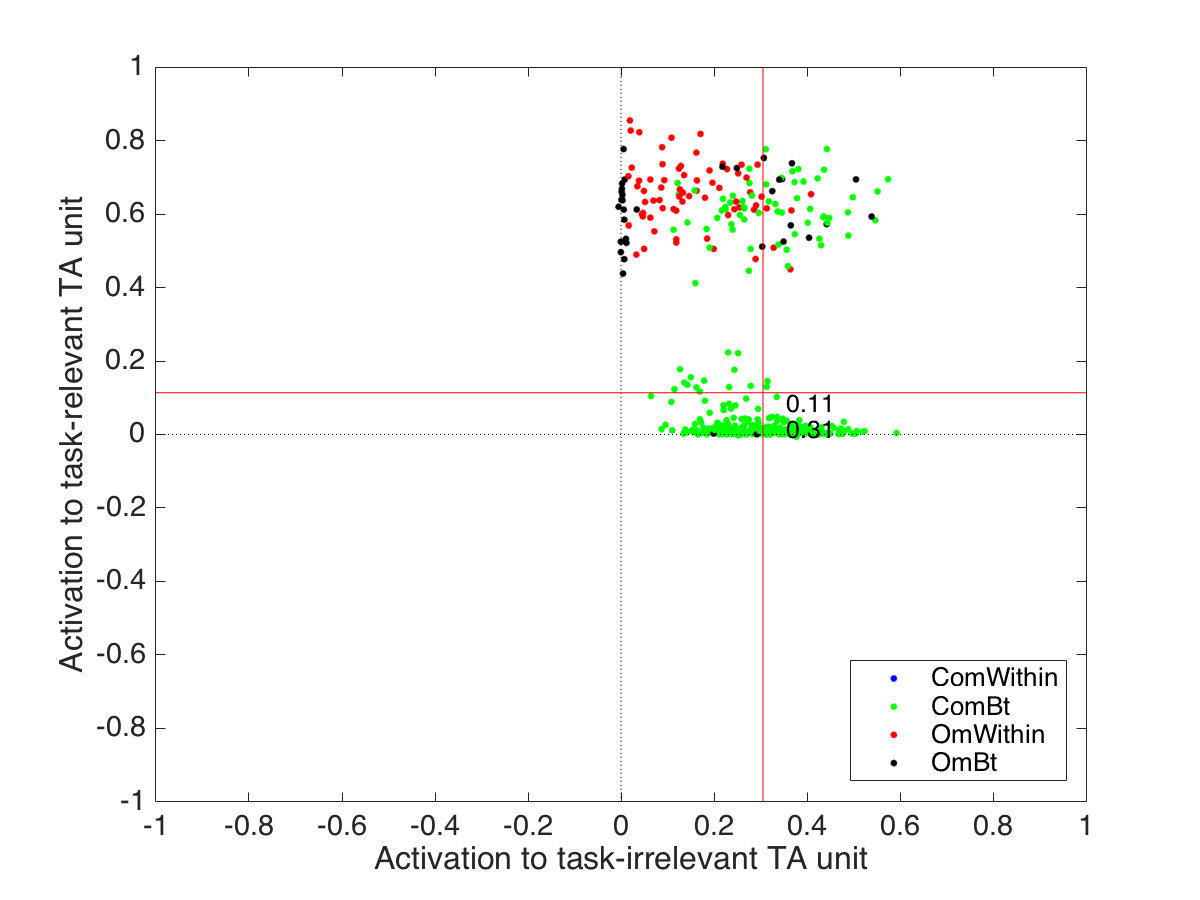 1
0.8
0.6
0.4
0.2
0
-0.2
-0.4
-0.6
-0.8
-1
Activation to task-relevant TA unit
0.11
0.31
ComWithin
ComBt
OmWithin
OmBt
-1 -0.8 -0.6 -0.4 -0.2 0 0.2 0.4 0.6 0.8 1
Activation to task-irrelevant TA unit